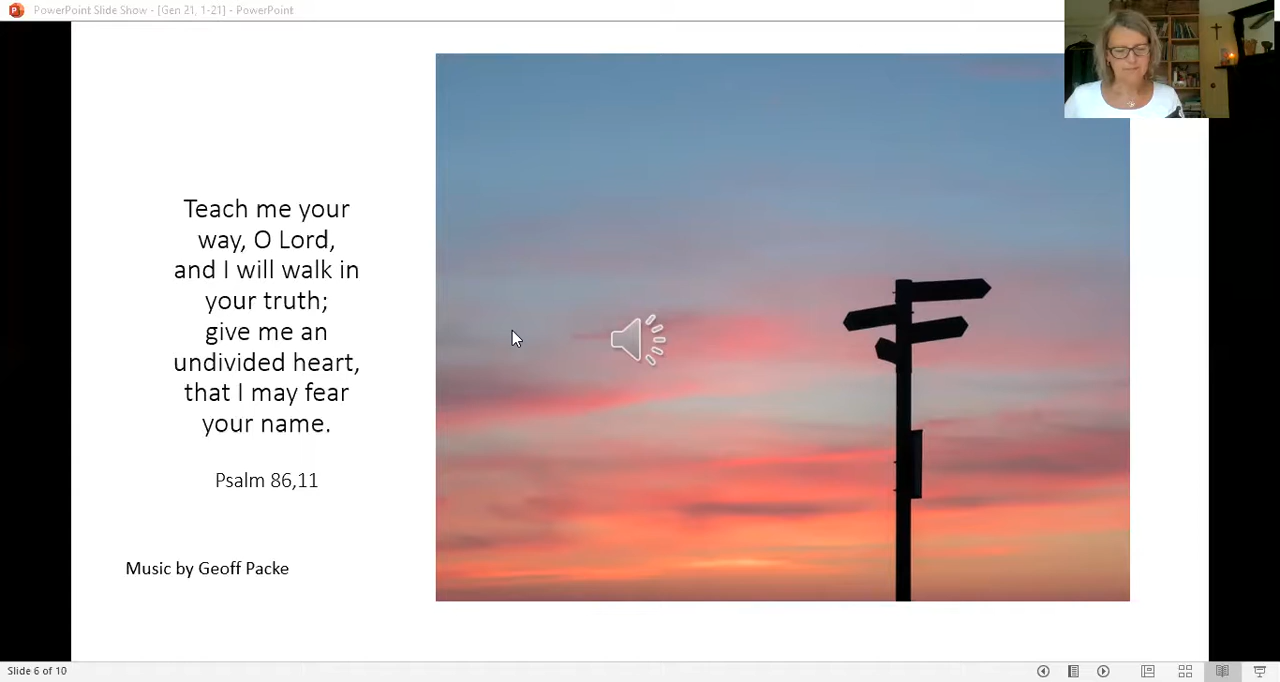 PowerPoint Slide Show - [Gen 21, 1-21] - PowerPoint
Teach me your
way, O Lord,
and I will walk in
your truth;
give me an
undivided heart,
that I may fear
your name.
Psalm 86,11
Music by Geoff Packe
Slide 6 of 10